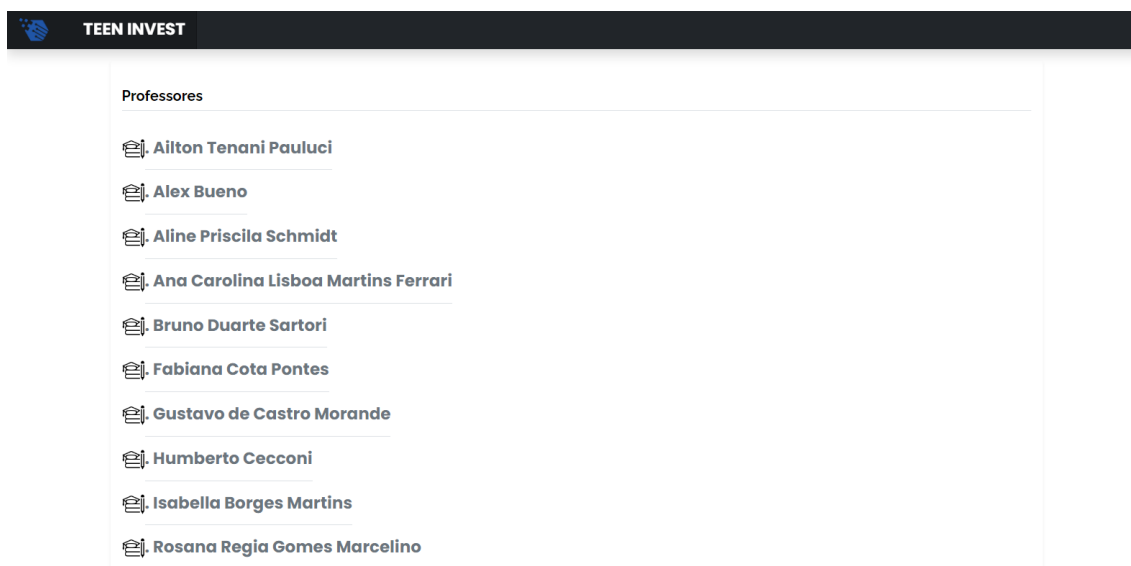 TEEN INVEST
Professores
. Ailton Tenani Pauluci
. Alex Bueno
. Aline Priscila Schmidt
. Ana Carolina Lisboa Martins Ferrari
. Bruno Duarte Sartori
. Fabiana Cota Pontes
. Gustavo de Castro Morande
. Humberto Cecconi
. Isabella Borges Martins
. Rosana Regia Gomes Marcelino